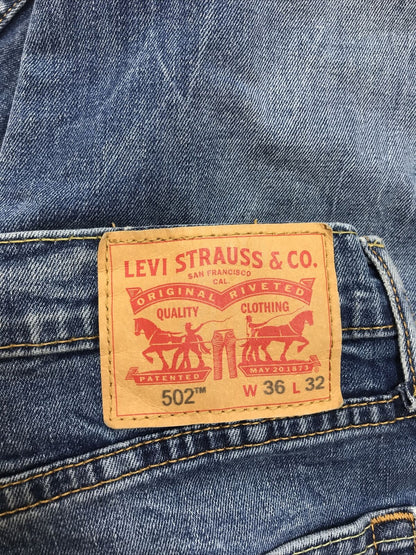 LEVI STRAUSS & CO.
SAN FRANCISCO
CAL.
ORIGINAL RIVETED
QUALITY CLOTHING
PATENTED MAY 20 1873
502™ W 36 L 32